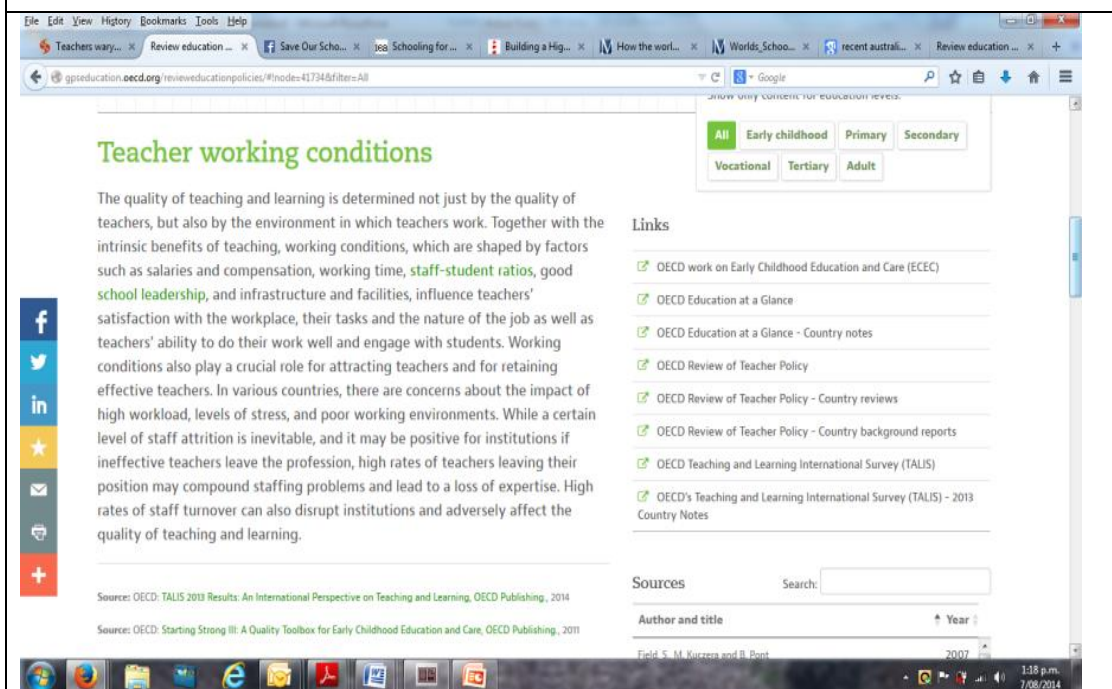 File Edit View History Bookmarks Tools Help
Teachers wary... x Review education ... x Save Our Scho... x Schooling for ... x Building a Hig... x How the worl... x Worlds_Schoo... x recent australi... x Review education ... x +
gpseducation.oecd.org/revieweducationpolicies/#!node=41734&filter=All
Google
Show only content for education levels.
All Early childhood Primary Secondary
Vocational Tertiary Adult
Teacher working conditions
The quality of teaching and learning is determined not just by the quality of
teachers, but also by the environment in which teachers work. Together with the
intrinsic benefits of teaching, working conditions, which are shaped by factors
such as salaries and compensation, working time, staff-student ratios, good
school leadership, and infrastructure and facilities, influence teachers'
satisfaction with the workplace, their tasks and the nature of the job as well as
teachers' ability to do their work well and engage with students. Working
conditions also play a crucial role for attracting teachers and for retaining
effective teachers. In various countries, there are concerns about the impact of
high workload, levels of stress, and poor working environments. While a certain
level of staff attrition is inevitable, and it may be positive for institutions if
ineffective teachers leave the profession, high rates of teachers leaving their
position may compound staffing problems and lead to a loss of expertise. High
rates of staff turnover can also disrupt institutions and adversely affect the
quality of teaching and learning.
Source: OECD: TALIS 2013 Results: An International Perspective on Teaching and Learning, OECD Publishing., 2014
Source: OECD: Starting Strong III: A Quality Toolbox for Early Childhood Education and Care, OECD Publishing., 2011
Links
OECD work on Early Childhood Education and Care (ECEC)
OECD Education at a Glance
OECD Education at a Glance - Country notes
OECD Review of Teacher Policy
OECD Review of Teacher Policy - Country reviews
OECD Review of Teacher Policy - Country background reports
OECD Teaching and Learning International Survey (TALIS)
OECD's Teaching and Learning International Survey (TALIS) - 2013
Country Notes
Sources Search:
Author and title Year
Field, S., M. Kuczera and B. Pont 2007
1:18 p.m.
7/08/2014